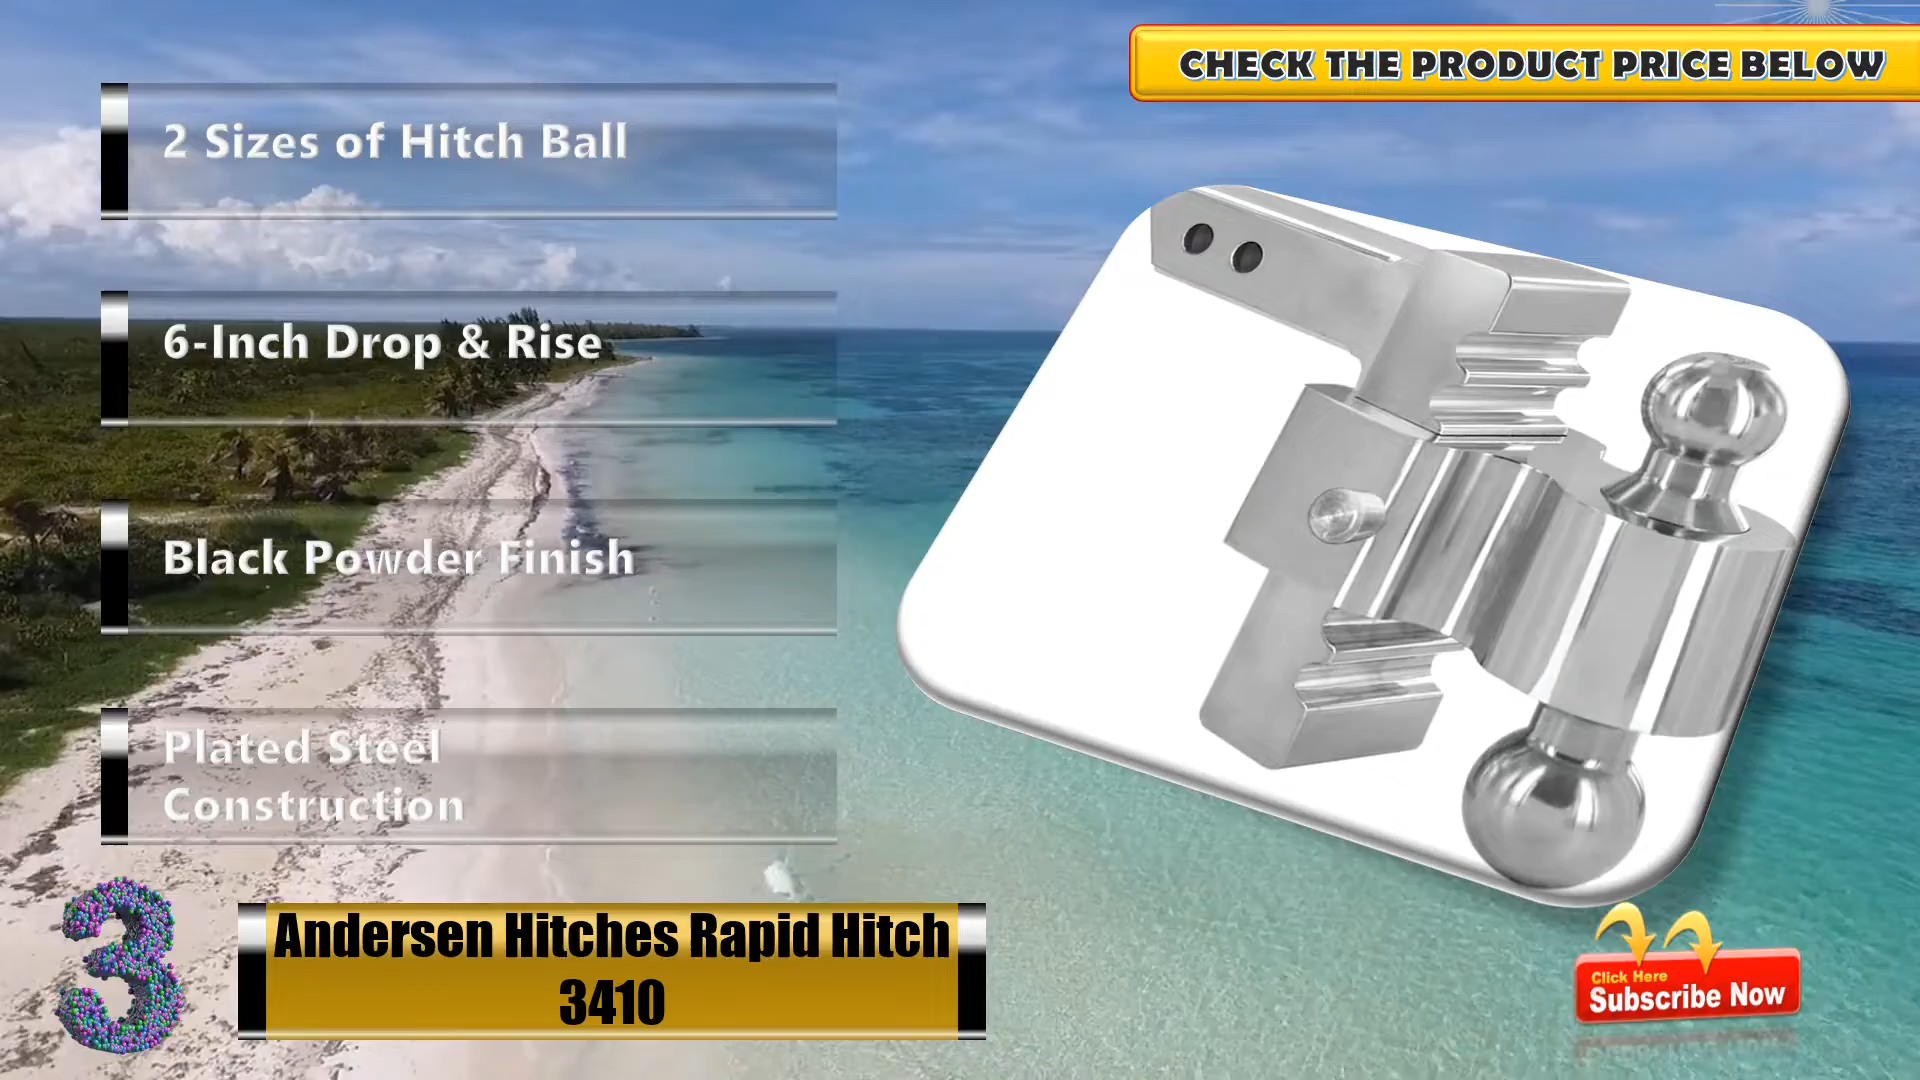 CHECK THE PRODUCT PRICE BELOW
2 Sizes of Hitch Ball
6-Inch Drop & Rise
Black Powder Finish
Plated Steel
Construction
3
Andersen Hitches Rapid Hitch
3410
Click Here
Subscribe Now